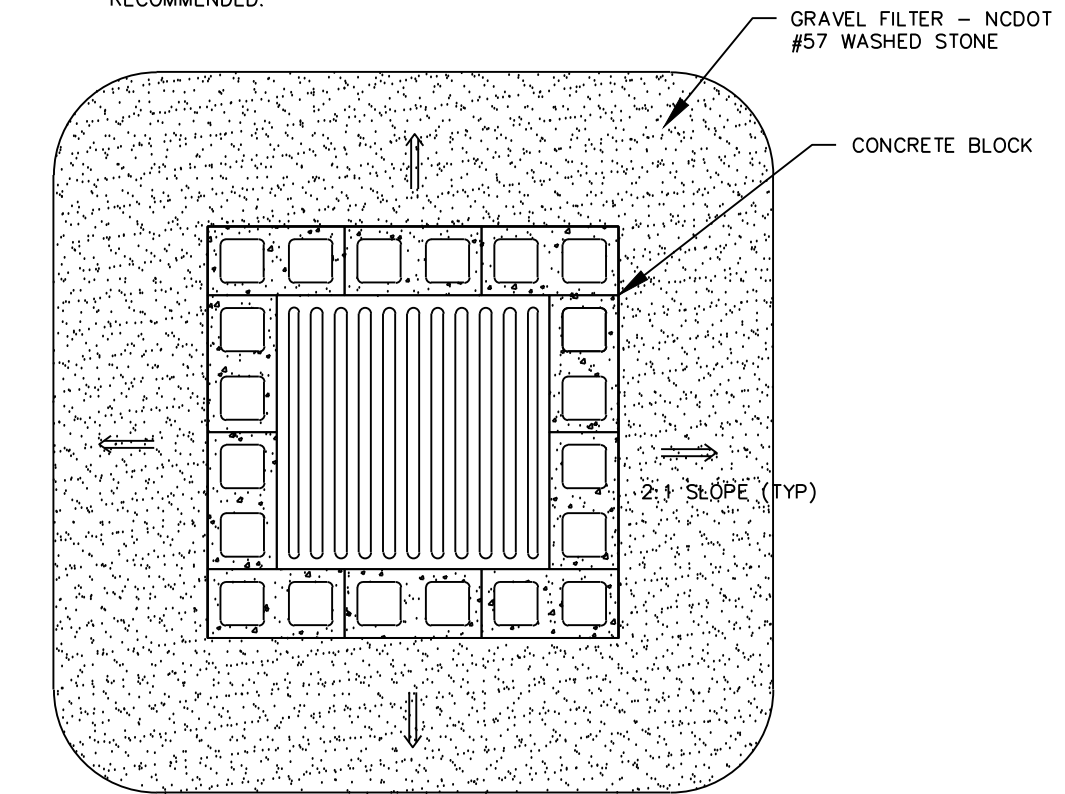 RECOMMENDED.
GRAVEL FILTER – NCDOT
#57 WASHED STONE
CONCRETE BLOCK
2:1 SLOPE (TYP)